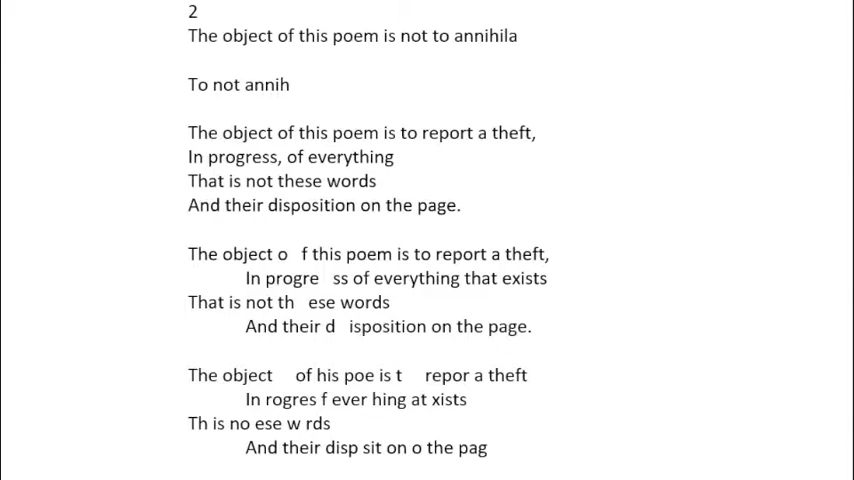 2
The object of this poem is not to annihila
To not annih
The object of this poem is to report a theft,
In progress, of everything
That is not these words
And their disposition on the page.
The object o   f this poem is to report a theft,
In progre   ss of everything that exists
That is not th   ese words
And their d   isposition on the page.
The object     of his poe is t     repor a theft
In rogres f ever hing at xists
Th is no ese w rds
And their disp sit on o the pag